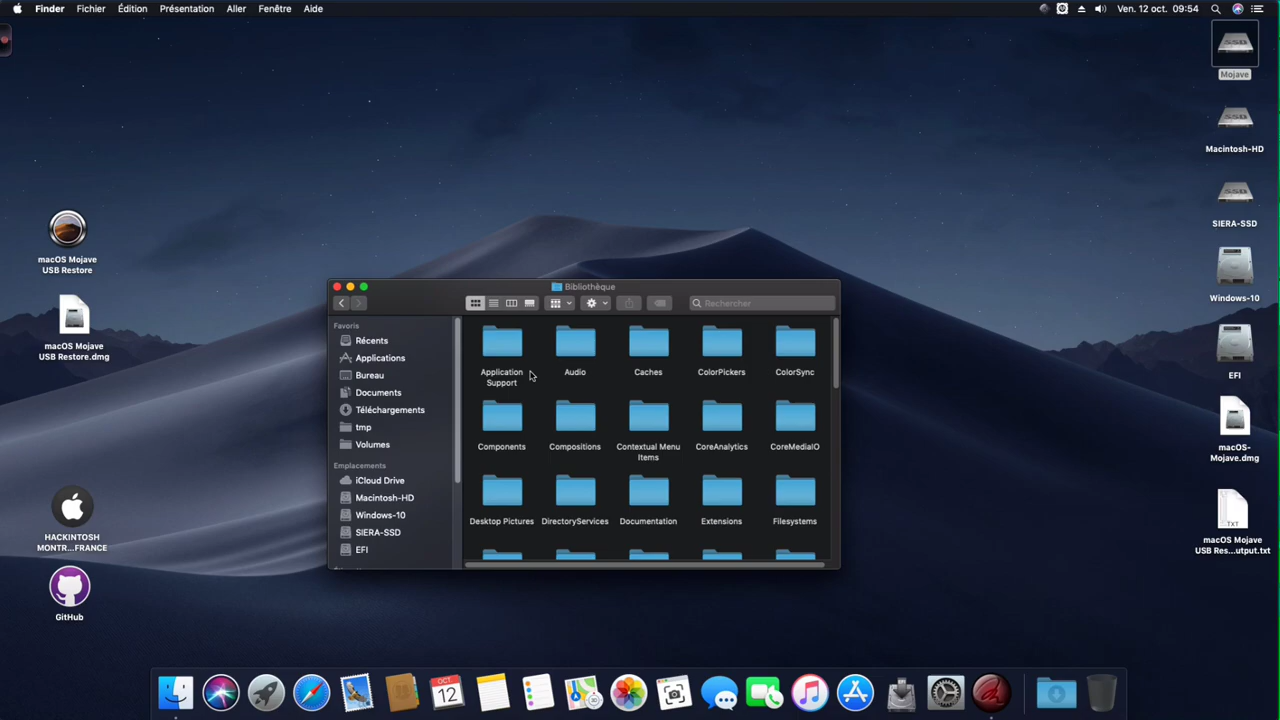 Finder Fichier Édition Présentation Aller Fenêtre Aide
Ven. 12 oct. 09:54
SSD
Mojave
Macintosh-HD
SIERA-SSD
Windows-10
EFI
macOS-
Mojave.dmg
TXT
macOS Mojave
USB Res...utput.txt
macOS Mojave
USB Restore
macOS Mojave
USB Restore.dmg
HACKINTOSH
MONTR...FRANCE
GitHub
Bibliothèque
Rechercher
Favoris
Récents
Applications
Bureau
Documents
Téléchargements
tmp
Volumes
Emplacements
iCloud Drive
Macintosh-HD
Windows-10
SIERA-SSD
EFI
Application
Support
Audio
Caches
ColorPickers
ColorSync
Components
Compositions
Contextual Menu
Items
CoreAnalytics
CoreMediaIO
Desktop Pictures
DirectoryServices
Documentation
Extensions
Filesystems
OCT.
12